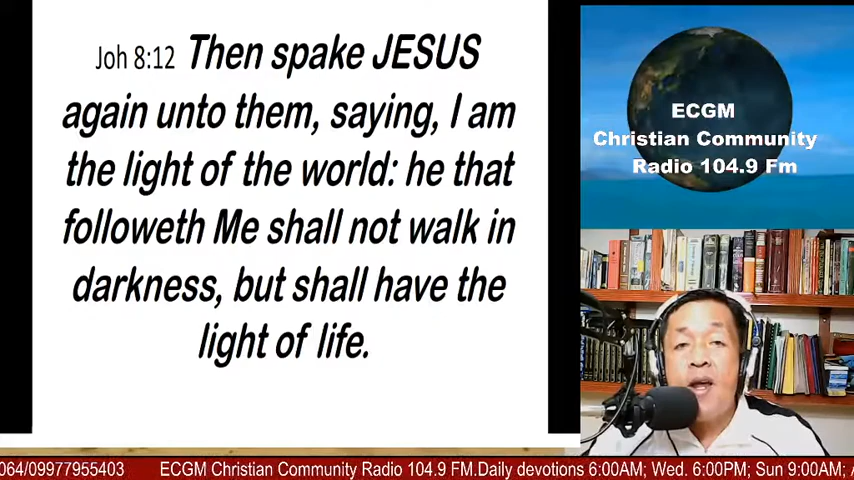 Joh 8:12 Then spake JESUS
again unto them, saying, I am
the light of the world: he that
followeth Me shall not walk in
darkness, but shall have the
light of life.
ECGM
Christian Community
Radio 104.9 Fm
064/09977955403 ECGM Christian Community Radio 104.9 FM.Daily devotions 6:00AM; Wed. 6:00PM; Sun 9:00AM;